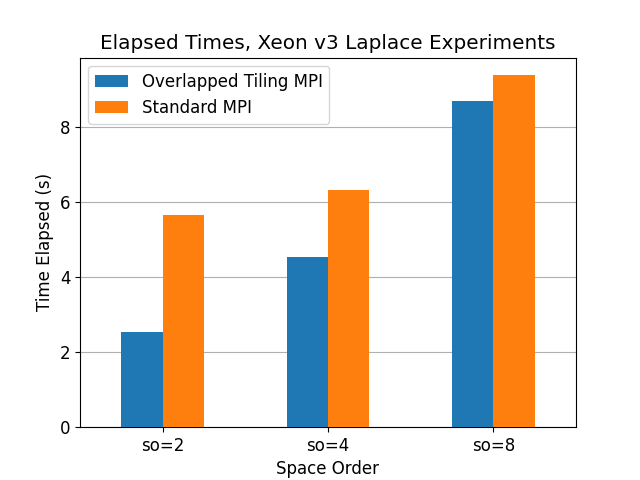 Elapsed Times, Xeon v3 Laplace Experiments
Overlapped Tiling MPI
Standard MPI
Time Elapsed (s)
8
6
4
2
0
so=2
so=4
so=8
Space Order